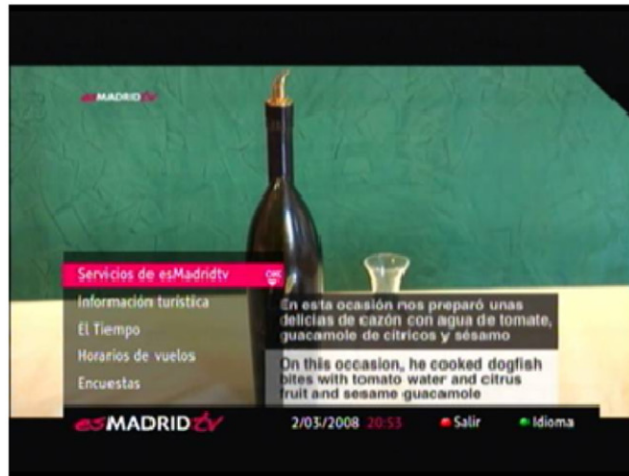 esMADRIDtv
Servicios de esMadridtv
Información turística
El Tiempo
Horarios de vuelos
Encuestas
En esta ocasión nos preparó unas
delicias de cazón con agua de tomate,
guacamole de cítricos y sésamo
On this occasion, he cooked dogfish
bites with tomato water and citrus
fruit and sesame guacamole
esMADRIDtv 2/03/2008 20:53 Salir Idioma